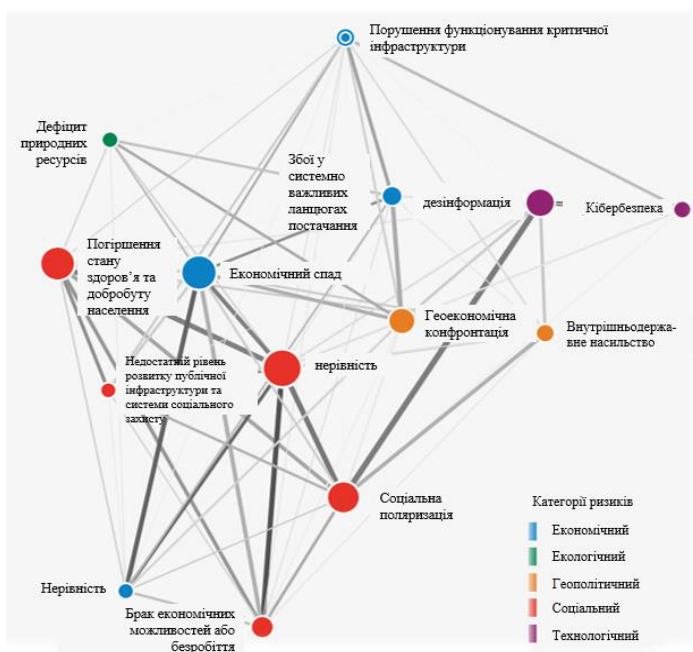 Порушення функціонування критичної
інфраструктури
Дефіцит
природних
ресурсів
Збої у
системно
важливих
ланцюгах
постачання
дезінформація
=
Кібербезпека
Погіршення
стану
здоров’я та
добробуту
населення
Економічний спад
Геоекономічна
конфронтація
Внутрішньодержа-
вне насильство
Недостатній рівень
розвитку публічної
інфраструктури та
системи соціального
захисту
нерівність
Соціальна
поляризація
Категорії ризиків
Економічний
Екологічний
Геополітичний
Соціальний
Технологічний
Нерівність
Брак економічних
можливостей або
безробіття